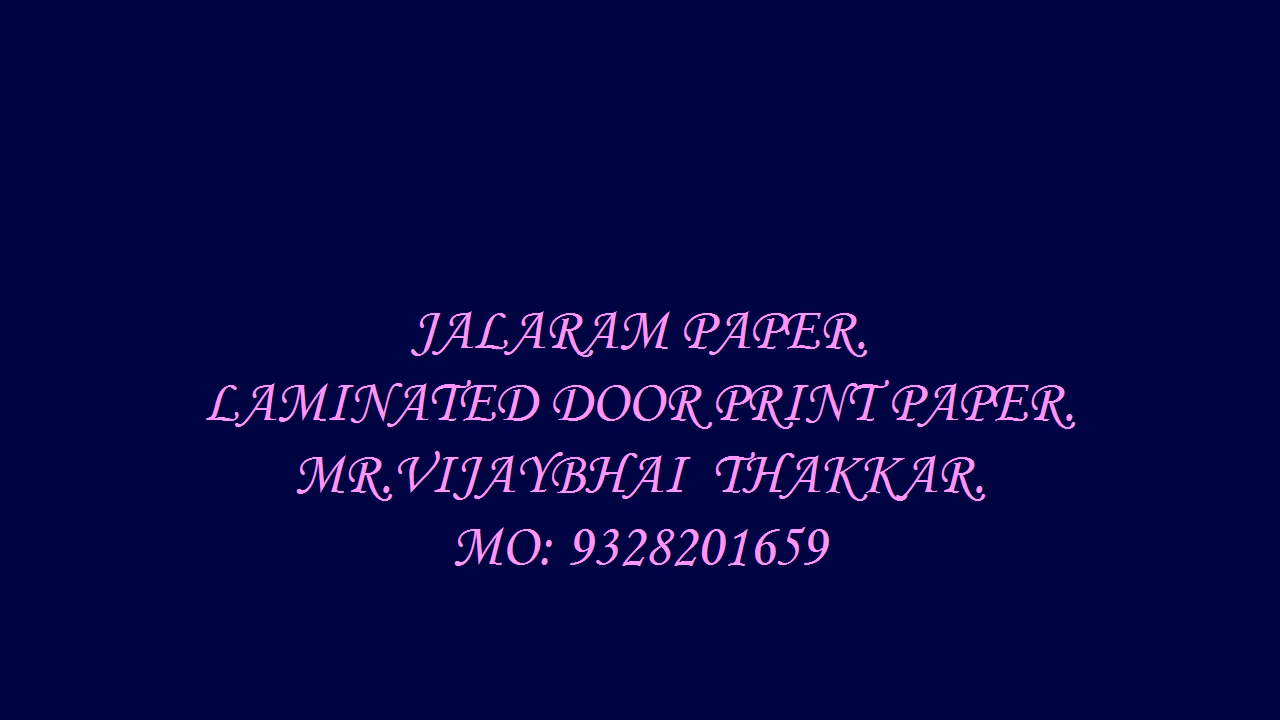 JALARAM PAPER.
LAMINATED DOOR PRINT PAPER.
MR.VIJAYBHAI  THAKKAR.
MO: 9328201659